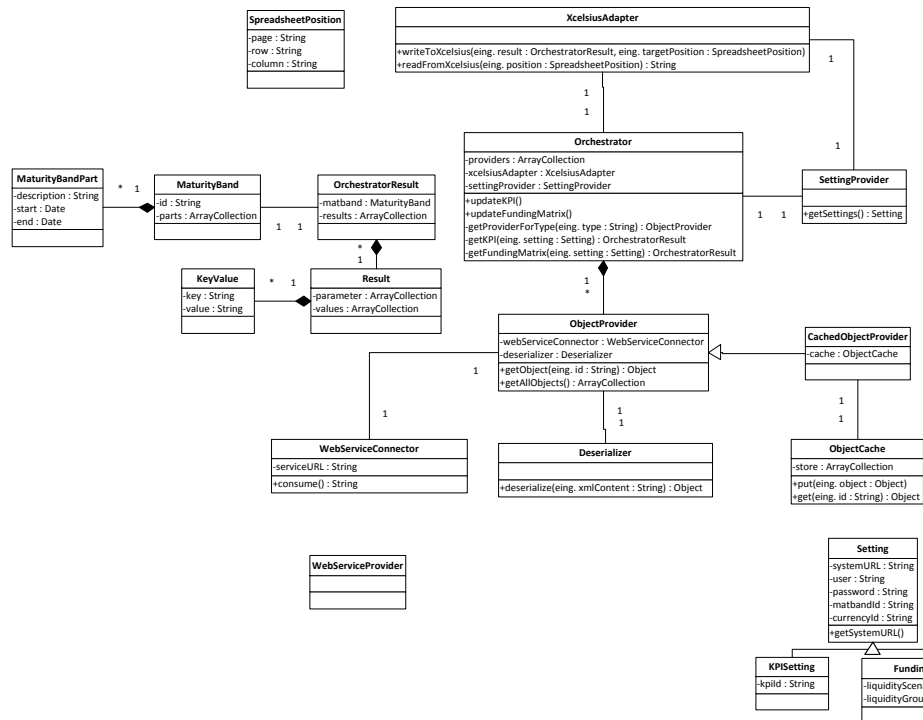 SpreadsheetPosition
-page : String
-row : String
-column : String
XcelsiusAdapter
+writeToXcelsius(eing. result : OrchestratorResult, eing. targetPosition : SpreadsheetPosition)
+readFromXcelsius(eing. position : SpreadsheetPosition) : String
1
1
1
1
Orchestrator
-providers : ArrayCollection
-xcelsiusAdapter : XcelsiusAdapter
-settingProvider : SettingProvider
+updateKPI()
+updateFundingMatrix()
-getProviderForType(eing. type : String) : ObjectProvider
-getKPI(eing. setting : Setting) : OrchestratorResult
-getFundingMatrix(eing. setting : Setting) : OrchestratorResult
1 1
SettingProvider
+getSettings() : Setting
MaturityBandPart
-description : String
-start : Date
-end : Date
* 1
MaturityBand
-id : String
-parts : ArrayCollection
1 1
OrchestratorResult
-matband : MaturityBand
-results : ArrayCollection
*
1
KeyValue
-key : String
-value : String
* 1
Result
-parameter : ArrayCollection
-values : ArrayCollection
1
*
ObjectProvider
-webServiceConnector : WebServiceConnector
-deserializer : Deserializer
+getObject(eing. id : String) : Object
+getAllObjects() : ArrayCollection
CachedObjectProvider
-cache : ObjectCache
1
1
1
1
1
1
WebServiceConnector
-serviceURL : String
+consume() : String
Deserializer
+deserialize(eing. xmlContent : String) : Object
ObjectCache
-store : ArrayCollection
+put(eing. object : Object)
+get(eing. id : String) : Object
WebServiceProvider
Setting
-systemURL : String
-user : String
-password : String
-matbandId : String
-currencyId : String
+getSystemURL()
KPISetting
-kpiId : String
Fundin
-liquidityScena
-liquidityGrou